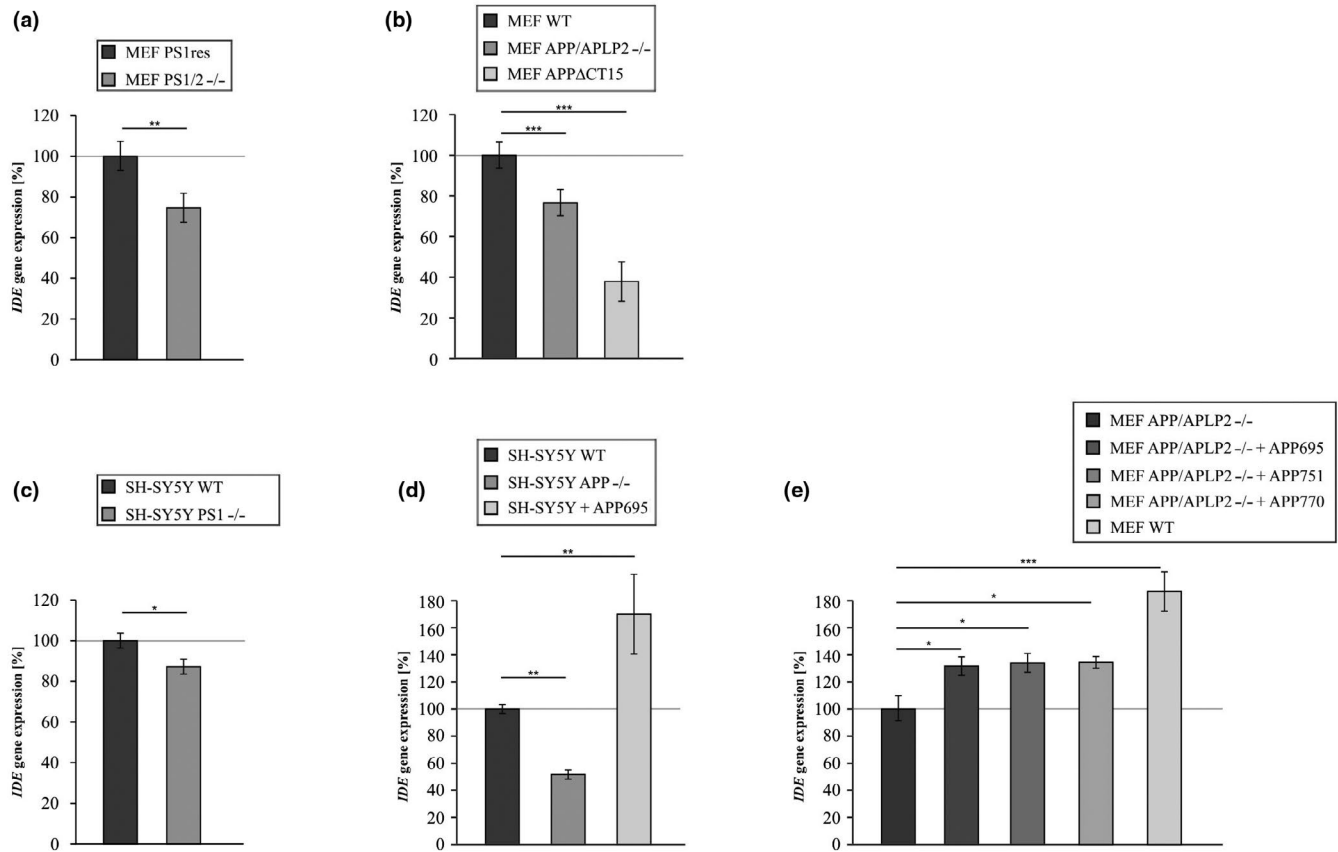 (a)
MEF PS1res
MEF PS1/2 -/-
**
120
100
80
60
40
20
0
IDE gene expression [%]
(b)
MEF WT
MEF APP/APLP2 -/-
MEF APPΔCT15
***
***
120
100
80
60
40
20
0
IDE gene expression [%]
(c)
SH-SY5Y WT
SH-SY5Y PS1 -/-
*
120
100
80
60
40
20
0
IDE gene expression [%]
(d)
SH-SY5Y WT
SH-SY5Y APP -/-
SH-SY5Y + APP695
**
**
180
160
140
120
100
80
60
40
20
0
IDE gene expression [%]
(e)
MEF APP/APLP2 -/-
MEF APP/APLP2 -/- + APP695
MEF APP/APLP2 -/- + APP751
MEF APP/APLP2 -/- + APP770
MEF WT
***
*
*
*
180
160
140
120
100
80
160
140
120
0
IDE gene expression [%]